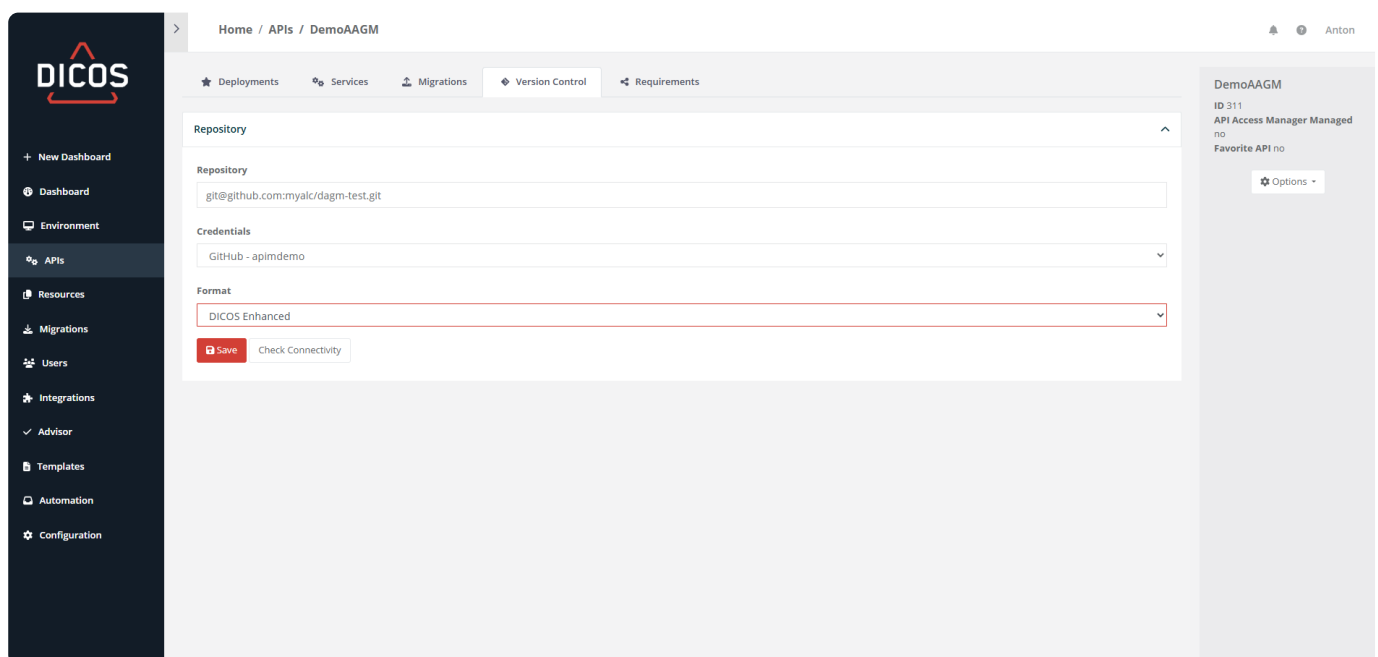 DICOS
Home / APIs / DemoAAGM
Anton
Deployments
Services
Migrations
Version Control
Requirements
DemoAAGM
ID 311
API Access Manager Managed
no
Favorite API no
Options
New Dashboard
Dashboard
Environment
APIs
Resources
Migrations
Users
Integrations
Advisor
Templates
Automation
Configuration
Repository
Repository
git@github.com:myalc/dagm-test.git
Credentials
GitHub - apimdemo
Format
DICOS Enhanced
Save
Check Connectivity